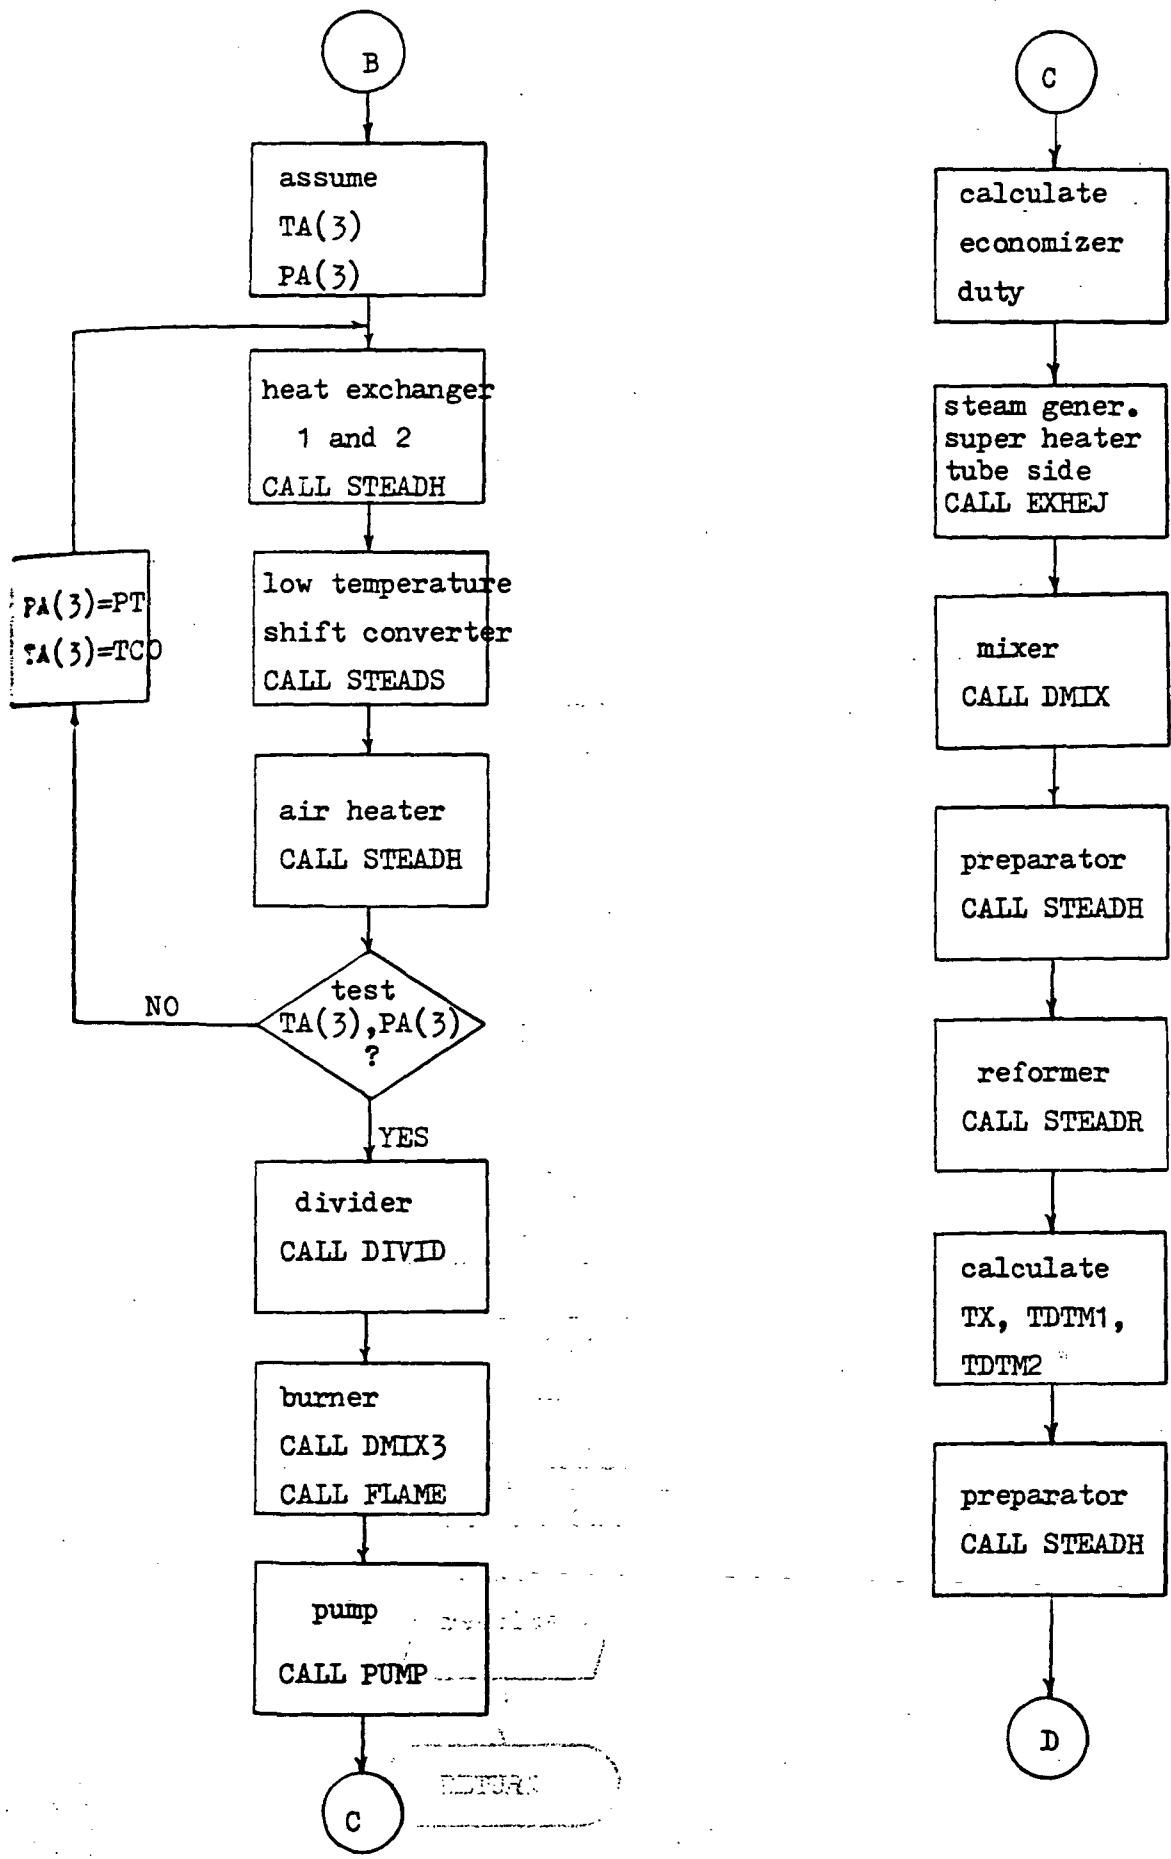 B
assume
TA(3)
PA(3)
heat exchanger
1 and 2
CALL STEADH
low temperature
shift converter
CALL STEADS
PA(3)=PT
TA(3)=TCO
air heater
CALL STEADH
test
TA(3),PA(3)
?
NO
YES
divider
CALL DIVID
burner
CALL DMIX3
CALL FLAME
pump
CALL PUMP
C
RETURN
C
calculate
economizer
duty
steam gener.
super heater
tube side
CALL EXHEJ
mixer
CALL DMIX
preparator
CALL STEADH
reformer
CALL STEADR
calculate
TX, TDTM1,
TDTM2
preparator
CALL STEADH
D